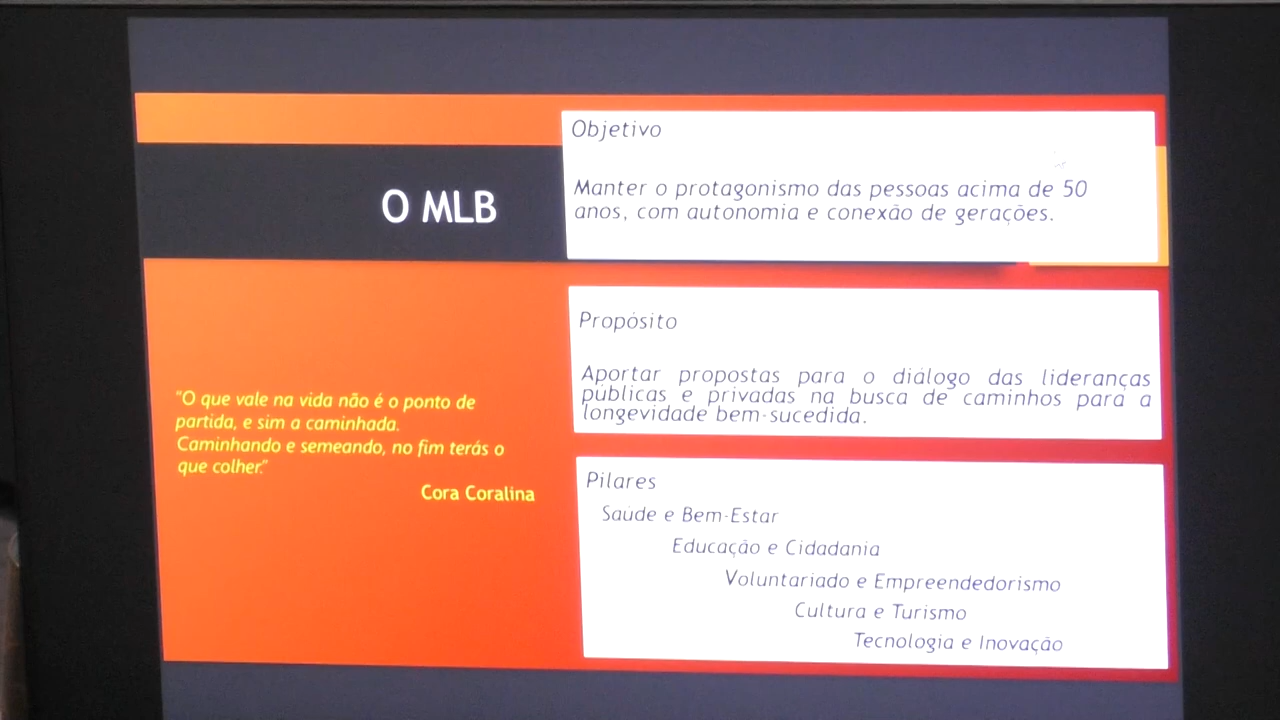 O MLB
"O que vale na vida não é o ponto de
partida, e sim a caminhada.
Caminhando e semeando, no fim terás o
que colher."
Cora Coralina
Objetivo
Manter o protagonismo das pessoas acima de 50
anos, com autonomia e conexão de gerações.
Propósito
Aportar propostas para o diálogo das lideranças
públicas e privadas na busca de caminhos para a
longevidade bem-sucedida.
Pilares
Saúde e Bem-Estar
Educação e Cidadania
Voluntariado e Empreendedorismo
Cultura e Turismo
Tecnologia e Inovação